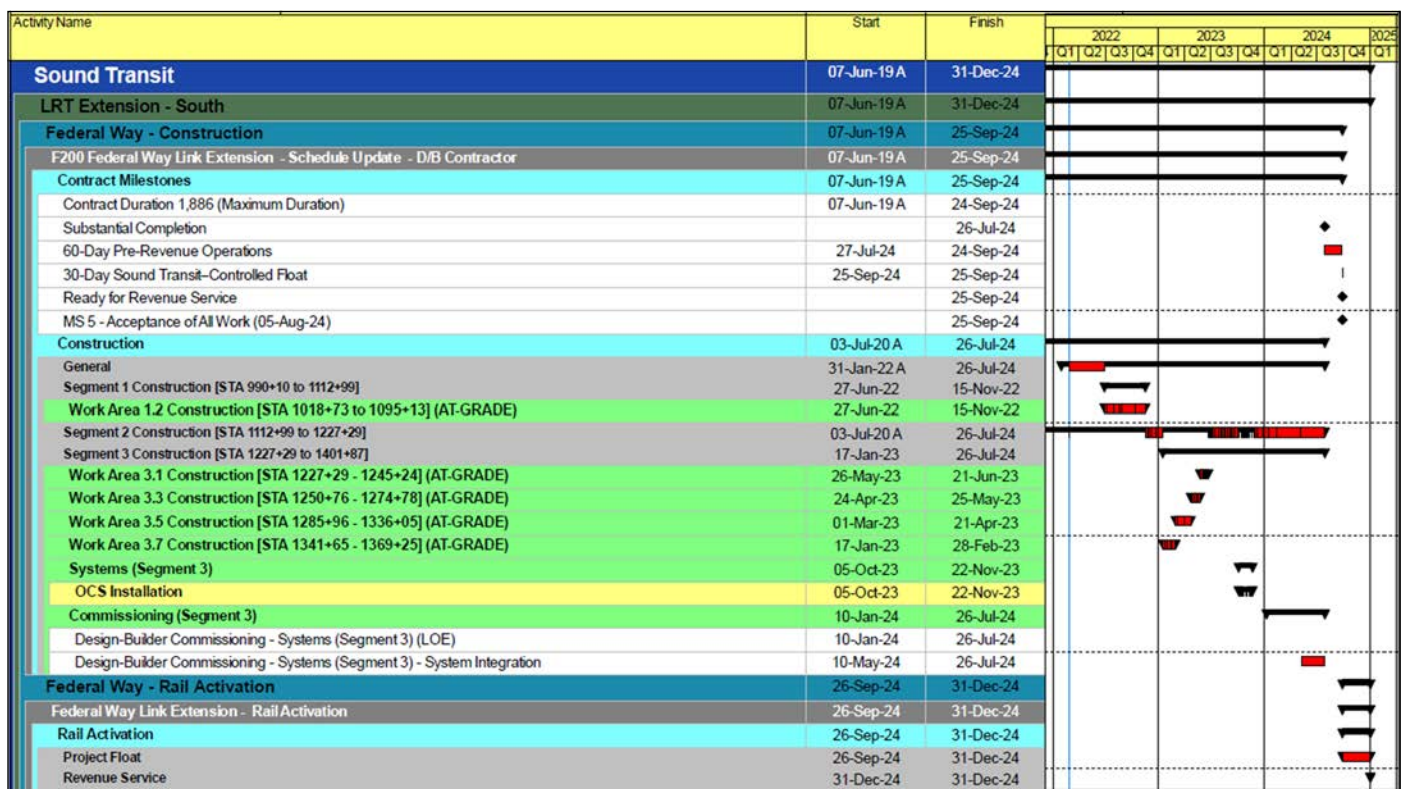 Activity Name Start Finish
2022 2023 2024 2025
Q1 Q2 Q3 Q4 Q1 Q2 Q3 Q4 Q1 Q2 Q3 Q4 Q1
Sound Transit 07-Jun-19 A 31-Dec-24
LRT Extension - South 07-Jun-19 A 31-Dec-24
Federal Way - Construction 07-Jun-19 A 25-Sep-24
F200 Federal Way Link Extension - Schedule Update - D/B Contractor 07-Jun-19 A 25-Sep-24
Contract Milestones 07-Jun-19 A 25-Sep-24
Contract Duration 1,886 (Maximum Duration) 07-Jun-19 A 24-Sep-24
Substantial Completion 26-Jul-24
60-Day Pre-Revenue Operations 27-Jul-24 24-Sep-24
30-Day Sound Transit–Controlled Float 25-Sep-24 25-Sep-24
Ready for Revenue Service 25-Sep-24
MS 5 - Acceptance of All Work (05-Aug-24) 25-Sep-24
Construction 03-Jul-20 A 26-Jul-24
General 31-Jan-22 A 26-Jul-24
Segment 1 Construction [STA 990+10 to 1112+99] 27-Jun-22 15-Nov-22
Work Area 1.2 Construction [STA 1018+73 to 1095+13] (AT-GRADE) 27-Jun-22 15-Nov-22
Segment 2 Construction [STA 1112+99 to 1227+29] 03-Jul-20 A 26-Jul-24
Segment 3 Construction [STA 1227+29 to 1401+87] 17-Jan-23 26-Jul-24
Work Area 3.1 Construction [STA 1227+29 - 1245+24] (AT-GRADE) 26-May-23 21-Jun-23
Work Area 3.3 Construction [STA 1250+76 - 1274+78] (AT-GRADE) 24-Apr-23 25-May-23
Work Area 3.5 Construction [STA 1285+96 - 1336+05] (AT-GRADE) 01-Mar-23 21-Apr-23
Work Area 3.7 Construction [STA 1341+65 - 1369+25] (AT-GRADE) 17-Jan-23 28-Feb-23
Systems (Segment 3) 05-Oct-23 22-Nov-23
OCS Installation 05-Oct-23 22-Nov-23
Commissioning (Segment 3) 10-Jan-24 26-Jul-24
Design-Builder Commissioning - Systems (Segment 3) (LOE) 10-Jan-24 26-Jul-24
Design-Builder Commissioning - Systems (Segment 3) - System Integration 10-May-24 26-Jul-24
Federal Way - Rail Activation 26-Sep-24 31-Dec-24
Federal Way Link Extension - Rail Activation 26-Sep-24 31-Dec-24
Rail Activation 26-Sep-24 31-Dec-24
Project Float 26-Sep-24 31-Dec-24
Revenue Service 31-Dec-24 31-Dec-24